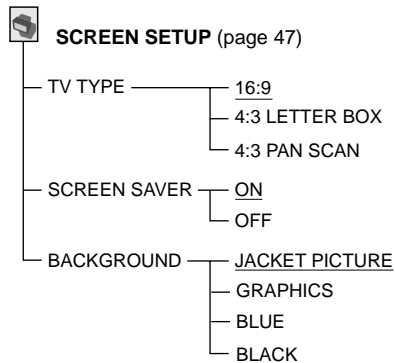 SCREEN SETUP (page 47)
TV TYPE 16:9
4:3 LETTER BOX
4:3 PAN SCAN
SCREEN SAVER ON
OFF
BACKGROUND JACKET PICTURE
GRAPHICS
BLUE
BLACK